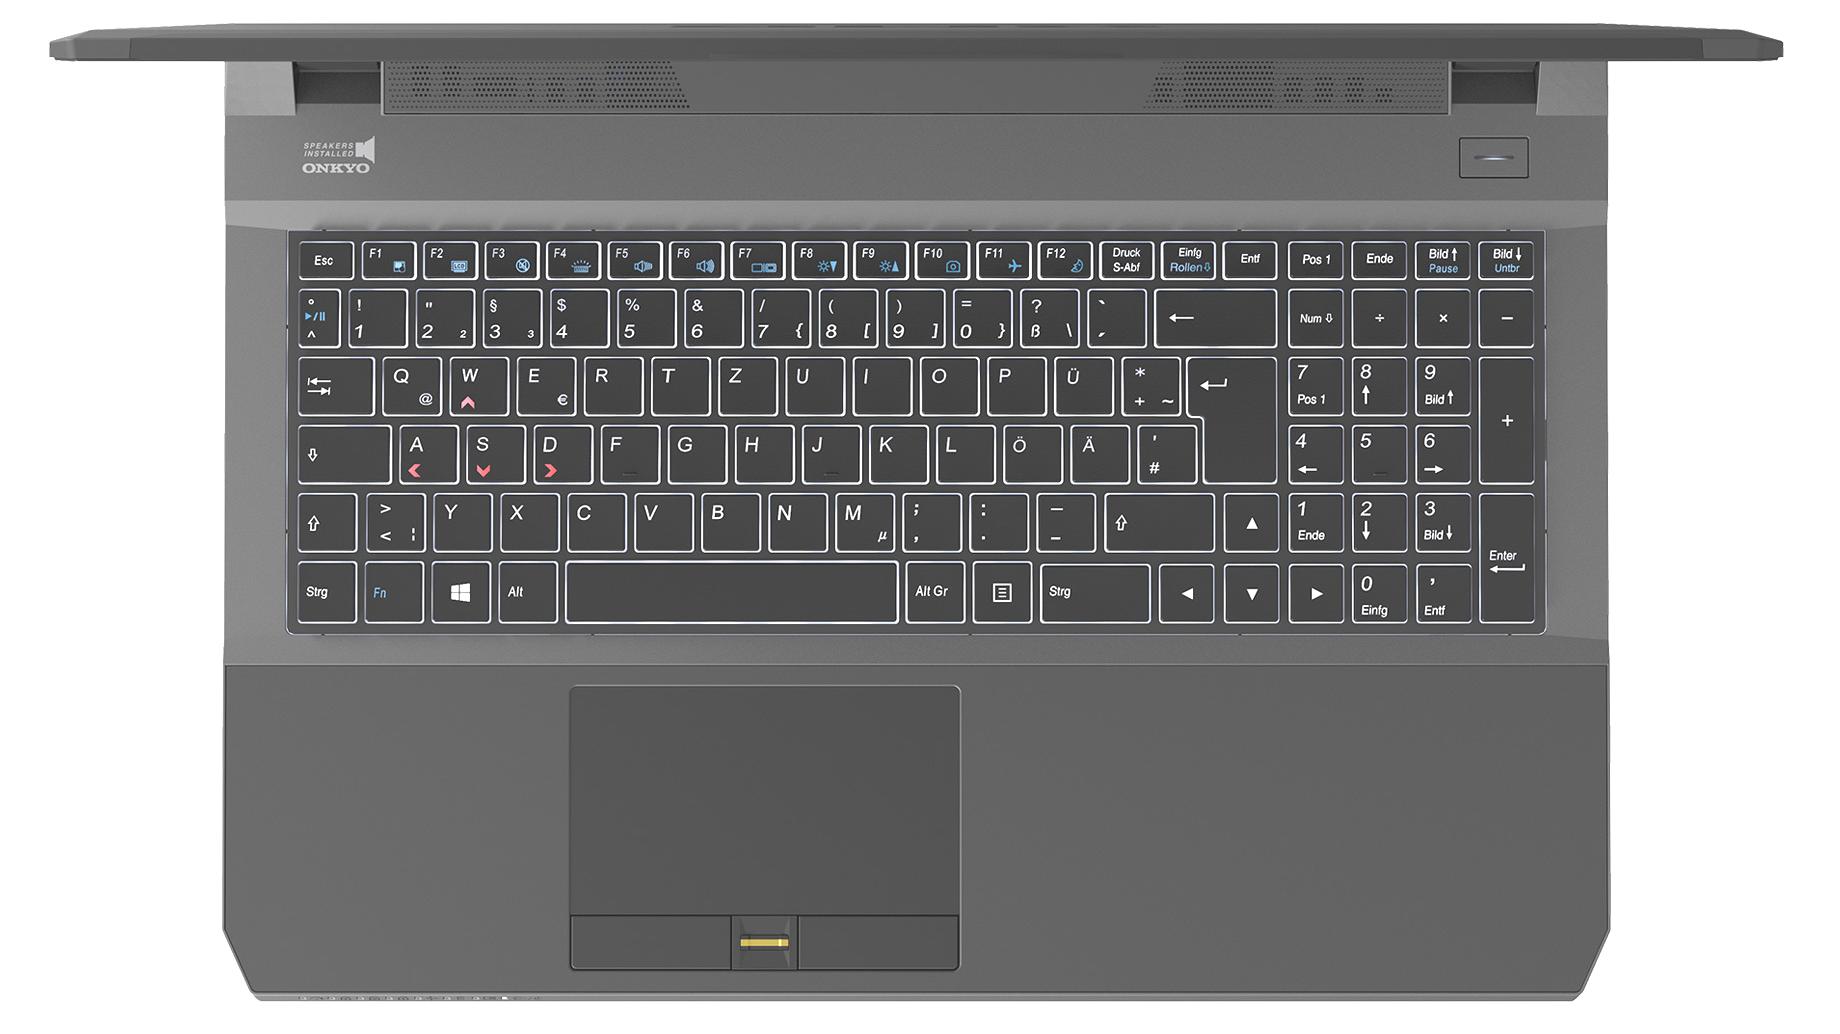 SPEAKERS
INSTALLED
ONKYO
Esc F1 F2 LCD F3 F4 F5 F6 F7 F8 F9 F10 F11 F12 Druck Einfg Entf Pos 1 Ende Bild ↑ Bild ↓
S-Abf Rollen⇩ Pause Untbr
° ! " § $ % & / ( ) = ? `
▶/II
^ 1 2 ² 3 ³ 4 5 6 7 { 8 [ 9 ] 0 } ß \ ´ ← Num ⇩ ÷ × −
Q W E R T Z U I O P Ü * 7 8 9
@ € + ~ Pos 1 ↑ Bild ↑
A S D F G H J K L Ö Ä ' 4 5 6 +
# ← →
⇧ > Y X C V B N M ; : _ ⇧ ▲ 1 2 3
< ¦ µ , . - Ende ↓ Bild ↓
Enter
Strg Fn Alt Alt Gr Strg ◀ ▼ ▶ 0 ,
Einfg Entf